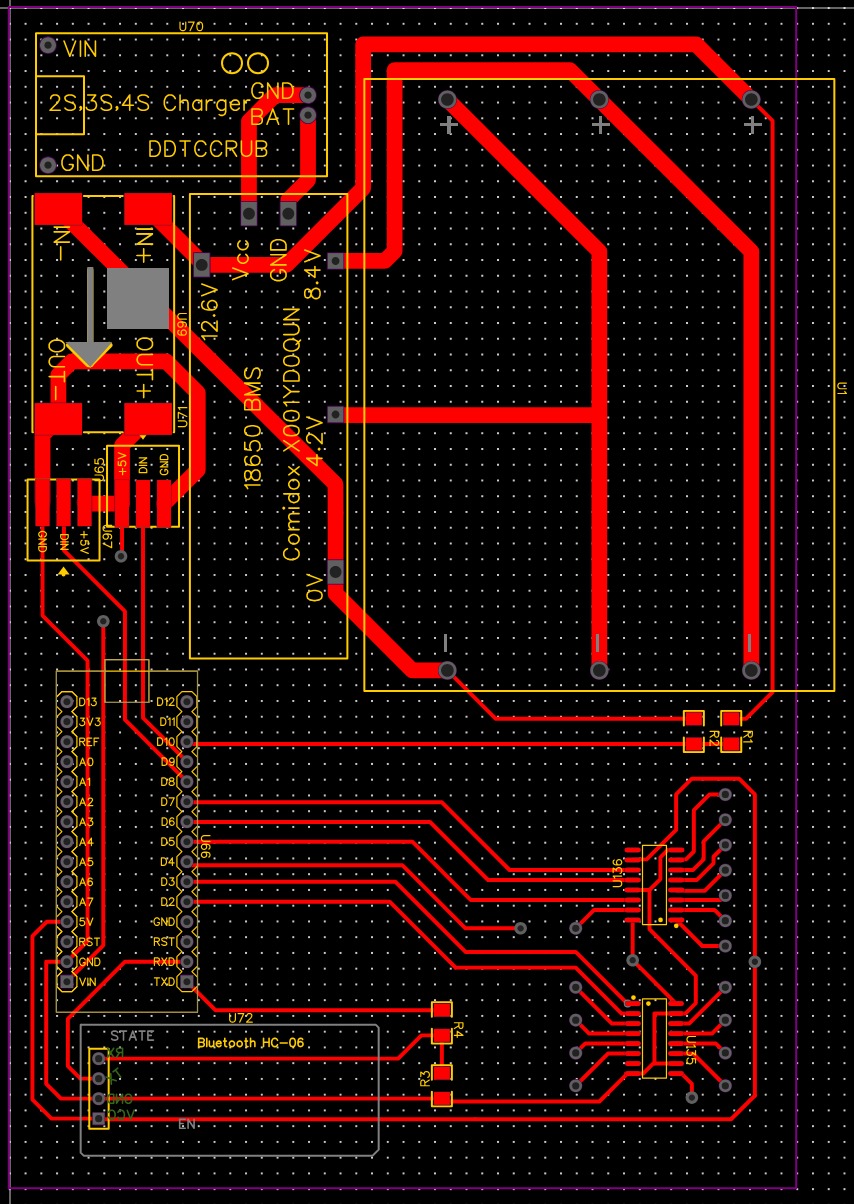 U70
VIN
GND
2S,3S,4S Charger
BAT
DDTCCRUB
GND
IN-
IN+
Vcc
GND
8.4V
12.6V
U69
OUT-
OUT+
U71
18650 BMS
Comidox X001YD0QUN
4.2V
0V
+
+
+
U1
U65
+5V
DIN
GND
U67
GND
DIN
+5V
D13
D12
3V3
D11
REF
D10
A0
D9
A1
D8
A2
D7
A3
D6
A4
D5
A5
D4
A6
D3
A7
D2
5V
GND
RST
RST
GND
RXD
VIN
TXD
U66
R2
R1
U136
U135
U72
STATE
Bluetooth HC-06
RX
TX
GND
VCC
EN
R4
R3